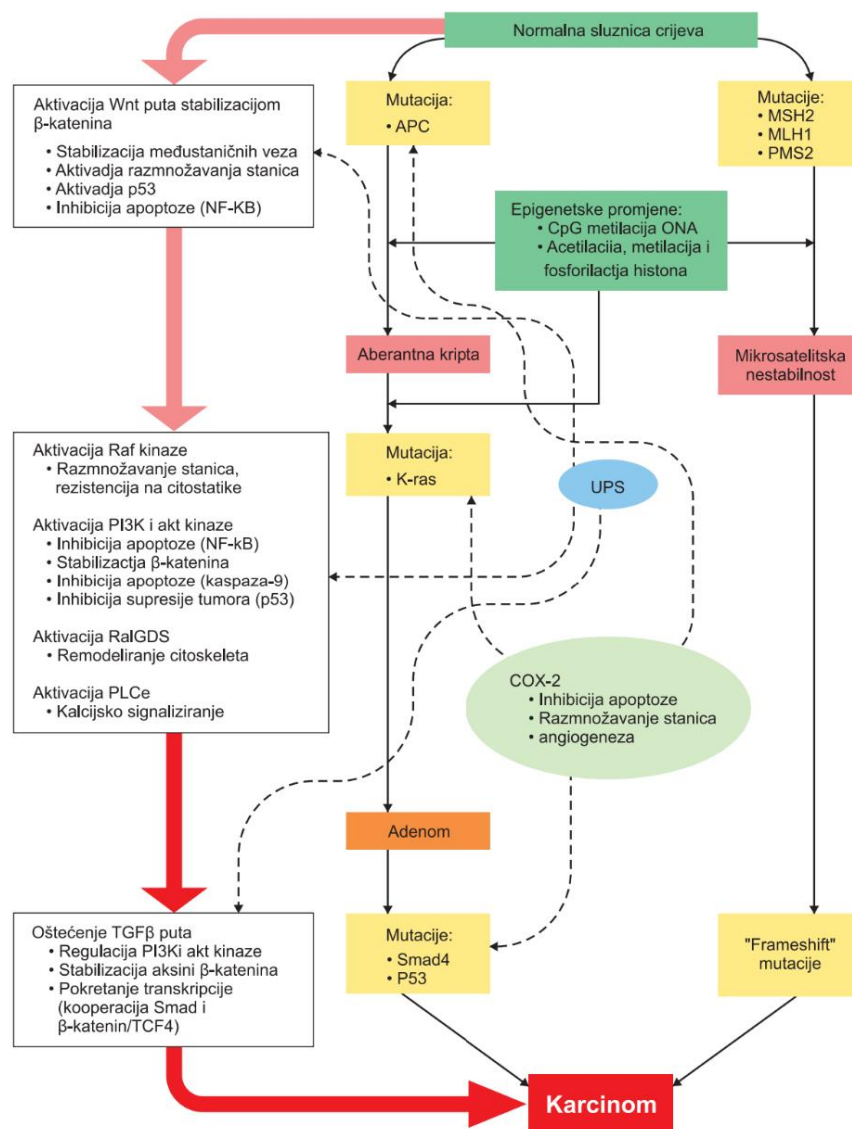 Normalna sluznica crijeva
Aktivacija Wnt puta stabilizacijom
β-katenina
• Stabilizacija međustaničnih veza
• Aktivadja razmnožavanja stanica
• Aktivadja p53
• Inhibicija apoptoze (NF-KB)
Mutacija:
• APC
Mutacije:
• MSH2
• MLH1
• PMS2
Epigenetske promjene:
• CpG metilacija ONA
• Acetilaciia, metilacija i
fosforilactja histona
Aberantna kripta
Mikrosatelitska
nestabilnost
Aktivacija Raf kinaze
• Razmnožavanje stanica,
rezistencija na citostatike
Aktivacija PI3K i akt kinaze
• Inhibicija apoptoze (NF-kB)
• Stabilizactja β-katenina
• Inhibicija apoptoze (kaspaza-9)
• Inhibicija supresije tumora (p53)
Aktivacija RalGDS
• Remodeliranje citoskeleta
Aktivacija PLCe
• Kalcijsko signaliziranje
Mutacija:
• K-ras
UPS
COX-2
• Inhibicija apoptoze
• Razmnožavanje stanica
• angiogeneza
Adenom
Oštećenje TGFβ puta
• Regulacija PI3Ki akt kinaze
• Stabilizacija aksini β-katenina
• Pokretanje transkripcije
(kooperacija Smad i
β-katenin/TCF4)
Mutacije:
• Smad4
• P53
"Frameshift"
mutacije
Karcinom